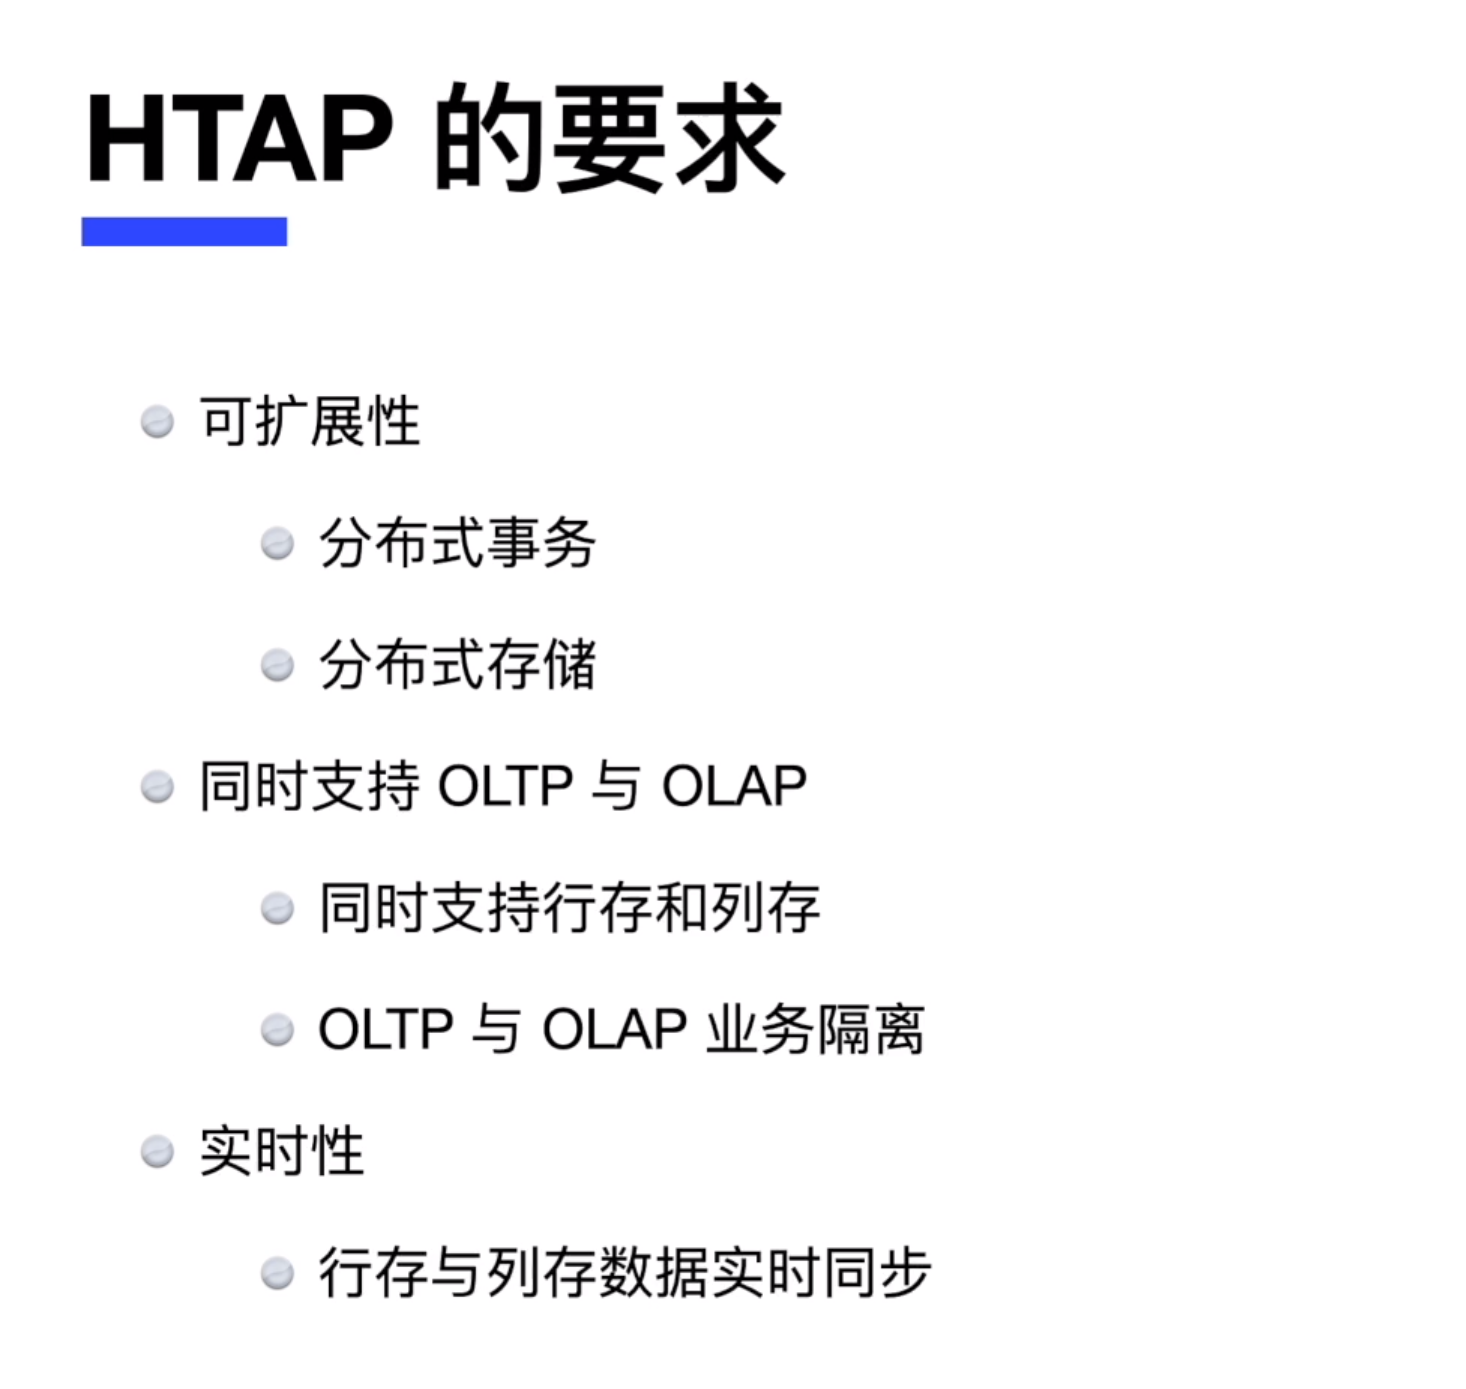 HTAP 的要求
可扩展性
分布式事务
分布式存储
同时支持 OLTP 与 OLAP
同时支持行存和列存
OLTP 与 OLAP 业务隔离
实时性
行存与列存数据实时同步